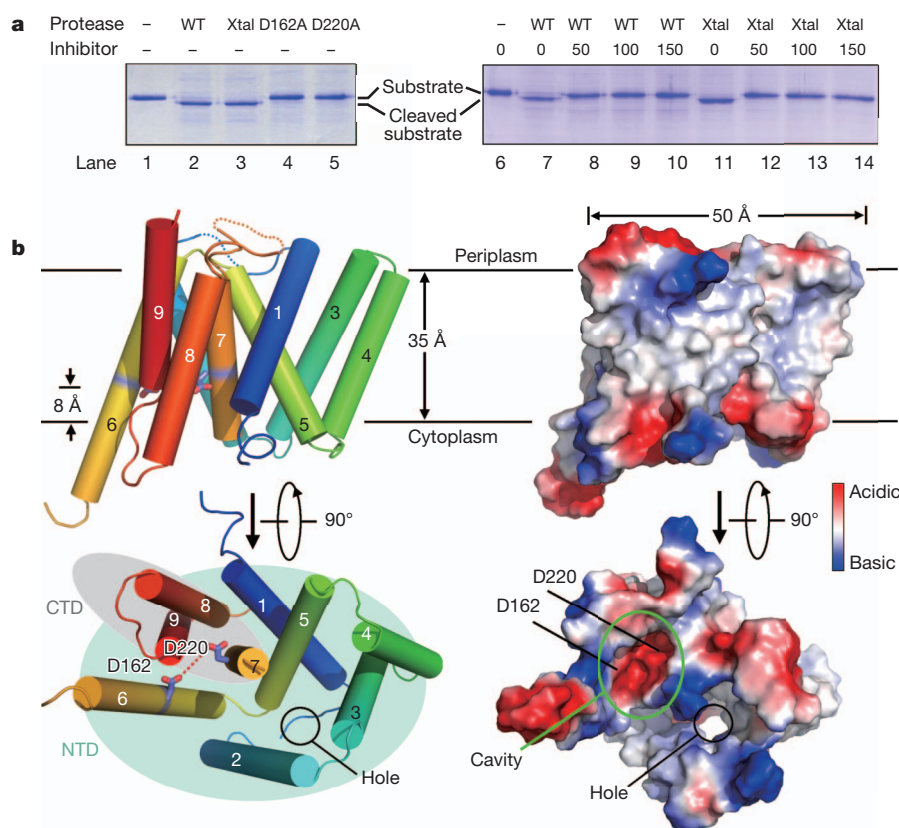 a
Protease – WT Xtal D162A D220A – WT WT WT WT Xtal Xtal Xtal Xtal
Inhibitor – – – – – 0 0 50 100 150 0 50 100 150
Substrate
Cleaved
substrate
Lane 1 2 3 4 5 6 7 8 9 10 11 12 13 14
b
50 Å
Periplasm
9
1
3
7
8
4
35 Å
8 Å
6
5
Cytoplasm
90°
90°
Acidic
Basic
CTD
8
1
5
D220
D162
9
4
D220
D162
7
6
3
NTD
2
Hole
Cavity
Hole